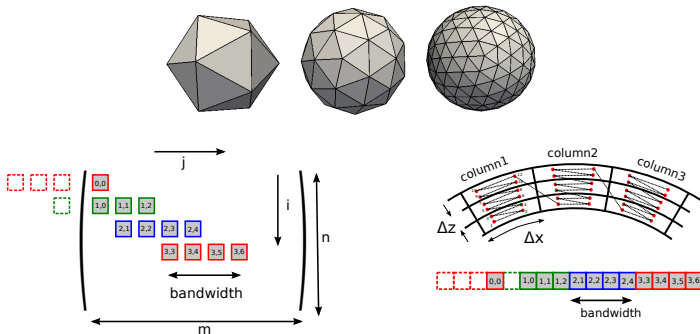 j
0,0
1,0 1,1 1,2
2,1 2,2 2,3 2,4
3,3 3,4 3,5 3,6
bandwidth
i
n
m
column1
column2
column3
Δz
Δx
0,0 1,0 1,1 1,2 2,1 2,2 2,3 2,4 3,3 3,4 3,5 3,6
bandwidth